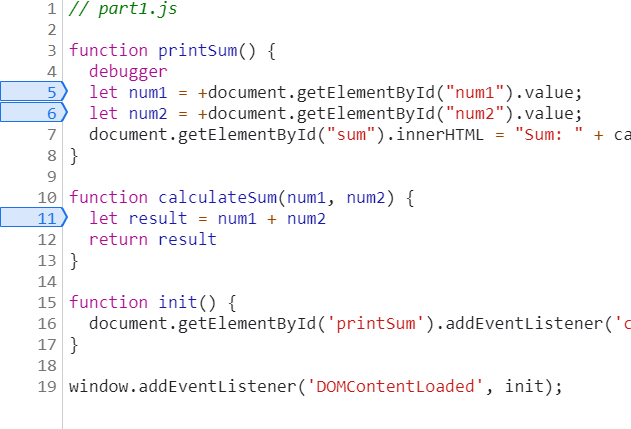 1 // part1.js
2
3 function printSum() {
4   debugger
5   let num1 = +document.getElementById("num1").value;
6   let num2 = +document.getElementById("num2").value;
7   document.getElementById("sum").innerHTML = "Sum: " + ca
8 }
9
10 function calculateSum(num1, num2) {
11   let result = num1 + num2
12   return result
13 }
14
15 function init() {
16   document.getElementById('printSum').addEventListener('c
17 }
18
19 window.addEventListener('DOMContentLoaded', init);